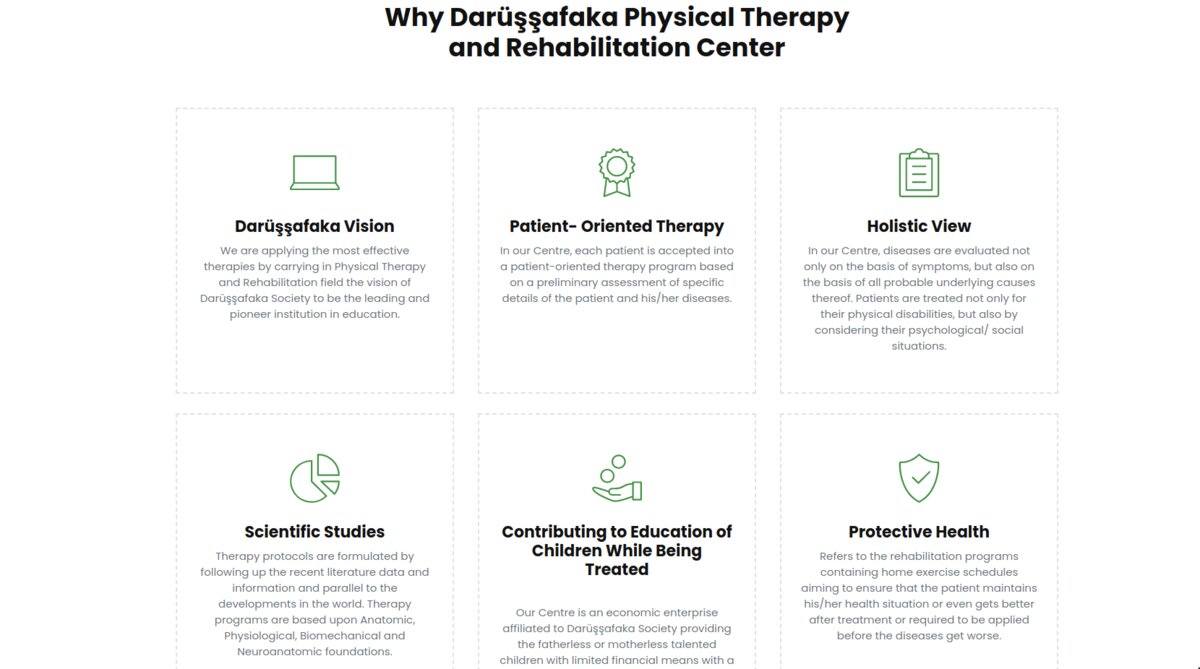 Why Darüşşafaka Physical Therapy
and Rehabilitation Center
Darüşşafaka Vision
We are applying the most effective
therapies by carrying in Physical Therapy
and Rehabilitation field the vision of
Darüşşafaka Society to be the leading and
pioneer institution in education.
Patient- Oriented Therapy
In our Centre, each patient is accepted into
a patient-oriented therapy program based
on a preliminary assessment of specific
details of the patient and his/her diseases.
Holistic View
In our Centre, diseases are evaluated not
only on the basis of symptoms, but also on
the basis of all probable underlying causes
thereof. Patients are treated not only for
their physical disabilities, but also by
considering their psychological/ social
situations.
Scientific Studies
Therapy protocols are formulated by
following up the recent literature data and
information and parallel to the
developments in the world. Therapy
programs are based upon Anatomic,
Physiological, Biomechanical and
Neuroanatomic foundations.
Contributing to Education of
Children While Being
Treated
Our Centre is an economic enterprise
affiliated to Darüşşafaka Society providing
the fatherless or motherless talented
children with limited financial means with a
Protective Health
Refers to the rehabilitation programs
containing home exercise schedules
aiming to ensure that the patient maintains
his/her health situation or even gets better
after treatment or required to be applied
before the diseases get worse.